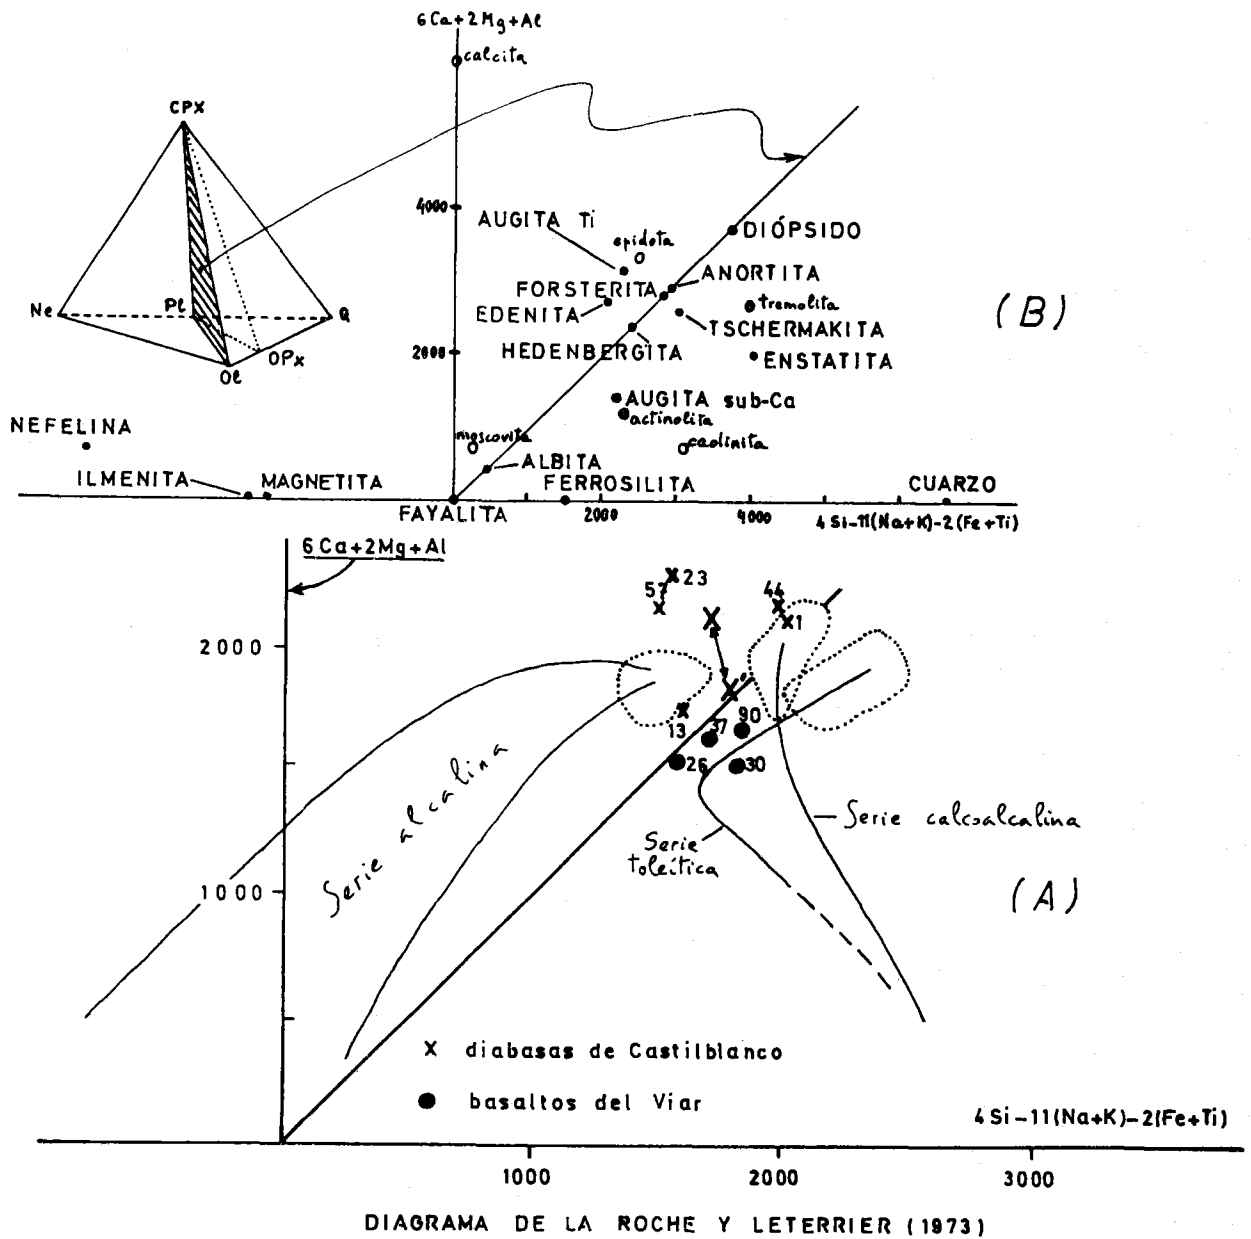 6Ca+2Mg+Al
calcita
CPX
4000
AUGITA Ti
epidota
DIÓPSIDO
ANORTITA
FORSTERITA
EDENITA
tremolita
TSCHERMAKITA
(B)
Ne
Pl
Q
OPx
Ol
HEDENBERGITA
2000
ENSTATITA
AUGITA sub-Ca
actinolita
NEFELINA
moscovita
caolinita
ALBITA
ILMENITA
MAGNETITA
FERROSILITA
CUARZO
FAYALITA
2000
4000
4Si-11(Na+K)-2(Fe+Ti)
6Ca+2Mg+Al
57
23
44
1
2000
13
37
90
26
30
Serie alcalina
Serie calcoalcalina
Serie
toleítica
1000
(A)
X diabasas de Castilblanco
● basaltos del Viar
4Si-11(Na+K)-2(Fe+Ti)
1000
2000
3000
DIAGRAMA DE LA ROCHE Y LETERRIER (1973)